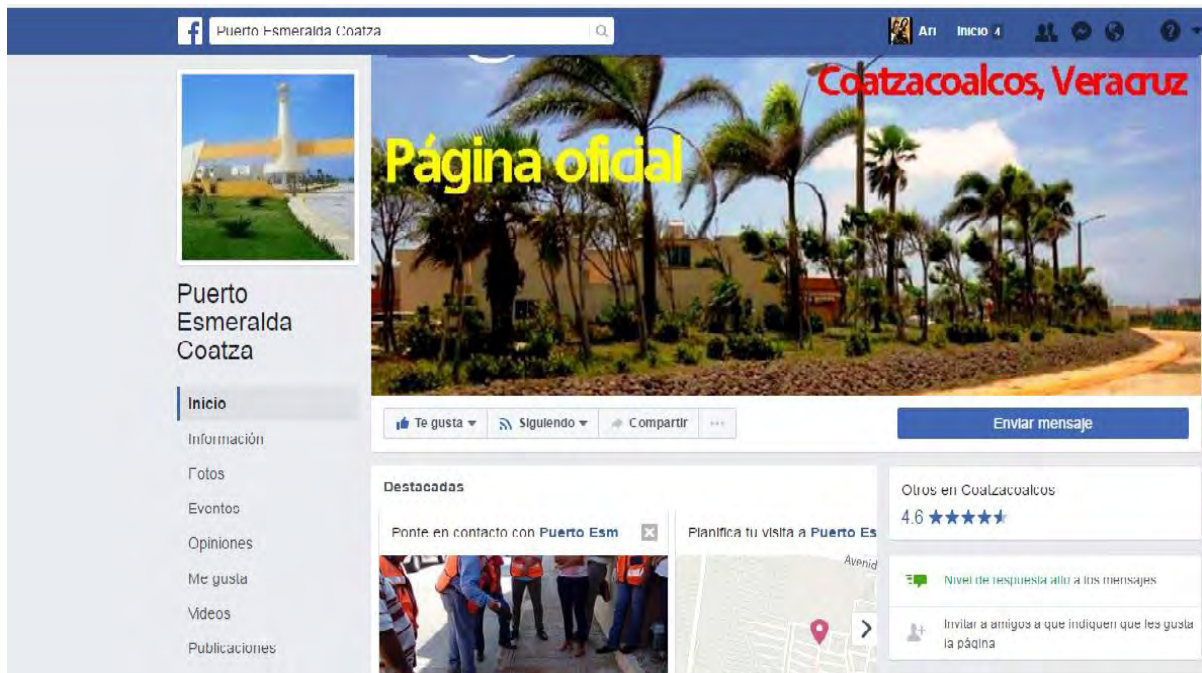 Puerto Esmeralda Coatza
Ari
Inicio 4
Coatzacoalcos, Veracruz
Página oficial
Puerto
Esmeralda
Coatza
Inicio
Información
Fotos
Eventos
Opiniones
Me gusta
Videos
Publicaciones
Te gusta
Siguiendo
Compartir
Enviar mensaje
Destacadas
Ponte en contacto con Puerto Esm
Planifica tu visita a Puerto Es
Avenid
Otros en Coatzacoalcos
4.6
Nivel de respuesta alto a los mensajes
Invitar a amigos a que indiquen que les gusta
la página